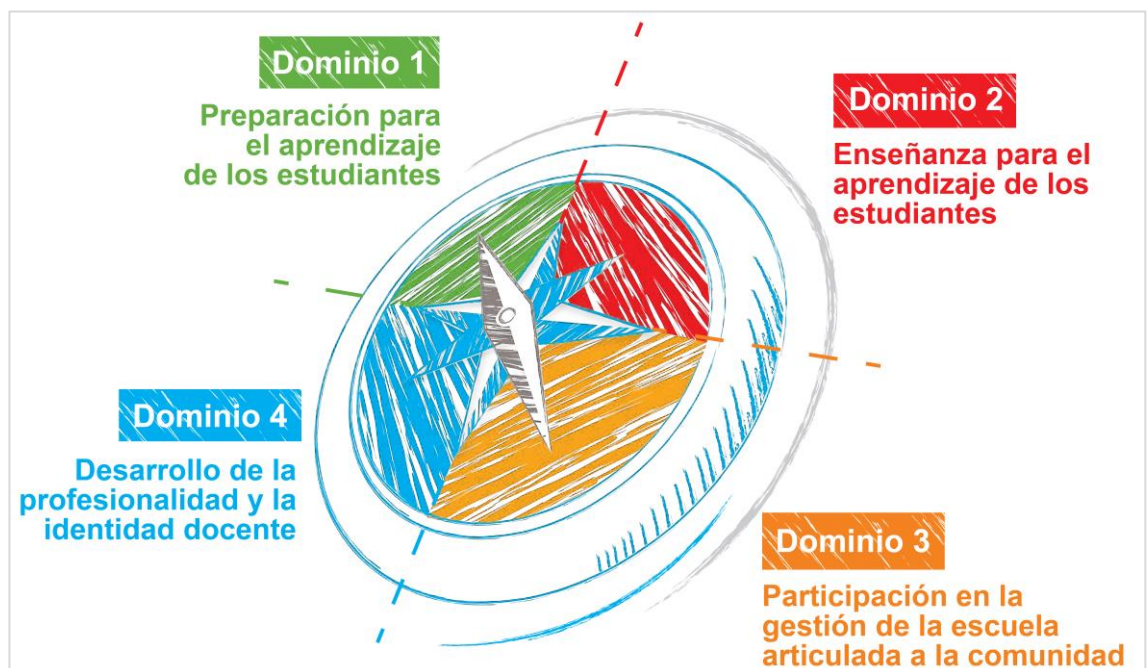 Dominio 1
Preparación para
el aprendizaje
de los estudiantes
Dominio 2
Enseñanza para el
aprendizaje de los
estudiantes
Dominio 4
Desarrollo de la
profesionalidad y la
identidad docente
Dominio 3
Participación en la
gestión de la escuela
articulada a la comunidad